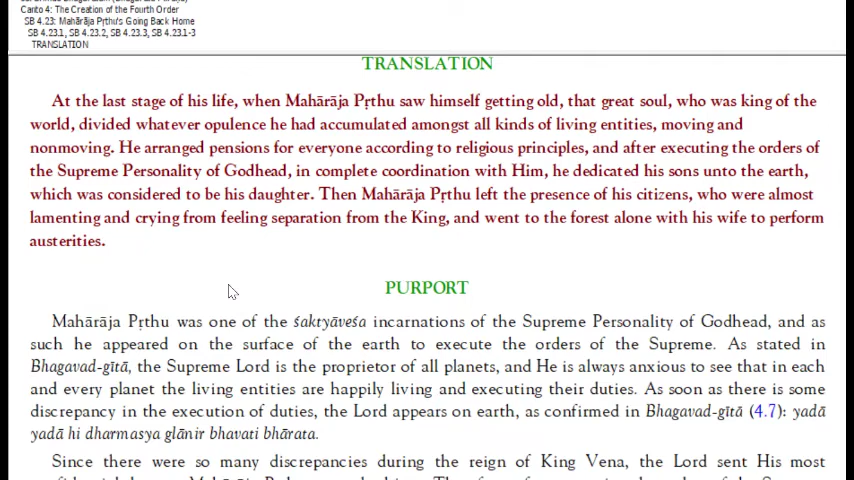 Canto 4: The Creation of the Fourth Order
SB 4.23: Mahārāja Pṛthu's Going Back Home
SB 4.23.1, SB 4.23.2, SB 4.23.3, SB 4.23.1-3
TRANSLATION
TRANSLATION
At the last stage of his life, when Mahārāja Pṛthu saw himself getting old, that great soul, who was king of the
world, divided whatever opulence he had accumulated amongst all kinds of living entities, moving and
nonmoving. He arranged pensions for everyone according to religious principles, and after executing the orders of
the Supreme Personality of Godhead, in complete coordination with Him, he dedicated his sons unto the earth,
which was considered to be his daughter. Then Mahārāja Pṛthu left the presence of his citizens, who were almost
lamenting and crying from feeling separation from the King, and went to the forest alone with his wife to perform
austerities.
PURPORT
Mahārāja Pṛthu was one of the śaktyāveśa incarnations of the Supreme Personality of Godhead, and as
such he appeared on the surface of the earth to execute the orders of the Supreme. As stated in
Bhagavad-gītā, the Supreme Lord is the proprietor of all planets, and He is always anxious to see that in each
and every planet the living entities are happily living and executing their duties. As soon as there is some
discrepancy in the execution of duties, the Lord appears on earth, as confirmed in Bhagavad-gītā (4.7): yadā
yadā hi dharmasya glānir bhavati bhārata.
Since there were so many discrepancies during the reign of King Vena, the Lord sent His most